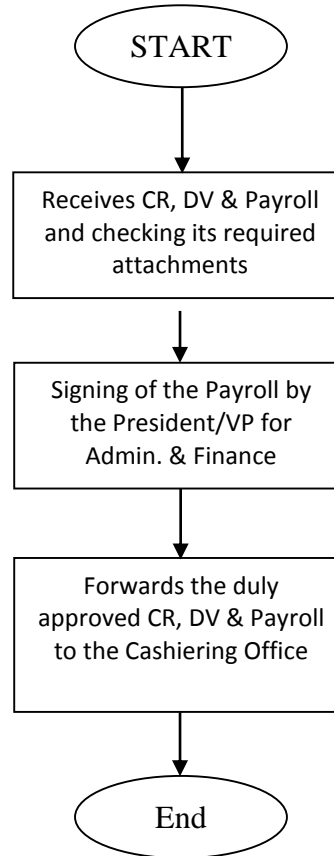 START
Receives CR, DV & Payroll
and checking its required
attachments
Signing of the Payroll by
the President/VP for
Admin. & Finance
Forwards the duly
approved CR, DV & Payroll
to the Cashiering Office
End